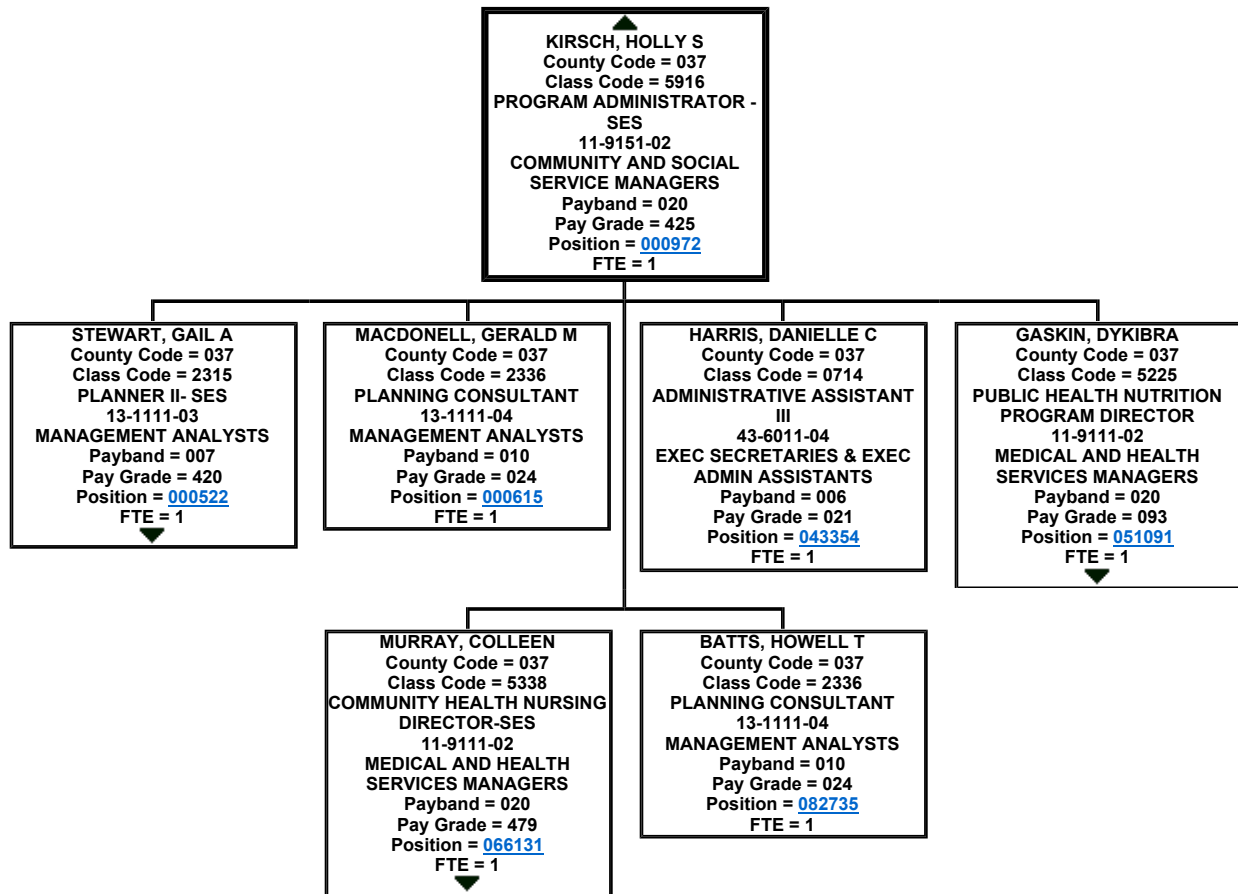 KIRSCH, HOLLY S
County Code = 037
Class Code = 5916
PROGRAM ADMINISTRATOR -
SES
11-9151-02
COMMUNITY AND SOCIAL
SERVICE MANAGERS
Payband = 020
Pay Grade = 425
Position = 000972
FTE = 1
STEWART, GAIL A
County Code = 037
Class Code = 2315
PLANNER II- SES
13-1111-03
MANAGEMENT ANALYSTS
Payband = 007
Pay Grade = 420
Position = 000522
FTE = 1
MACDONELL, GERALD M
County Code = 037
Class Code = 2336
PLANNING CONSULTANT
13-1111-04
MANAGEMENT ANALYSTS
Payband = 010
Pay Grade = 024
Position = 000615
FTE = 1
HARRIS, DANIELLE C
County Code = 037
Class Code = 0714
ADMINISTRATIVE ASSISTANT
III
43-6011-04
EXEC SECRETARIES & EXEC
ADMIN ASSISTANTS
Payband = 006
Pay Grade = 021
Position = 043354
FTE = 1
GASKIN, DYKIBRA
County Code = 037
Class Code = 5225
PUBLIC HEALTH NUTRITION
PROGRAM DIRECTOR
11-9111-02
MEDICAL AND HEALTH
SERVICES MANAGERS
Payband = 020
Pay Grade = 093
Position = 051091
FTE = 1
MURRAY, COLLEEN
County Code = 037
Class Code = 5338
COMMUNITY HEALTH NURSING
DIRECTOR-SES
11-9111-02
MEDICAL AND HEALTH
SERVICES MANAGERS
Payband = 020
Pay Grade = 479
Position = 066131
FTE = 1
BATTS, HOWELL T
County Code = 037
Class Code = 2336
PLANNING CONSULTANT
13-1111-04
MANAGEMENT ANALYSTS
Payband = 010
Pay Grade = 024
Position = 082735
FTE = 1